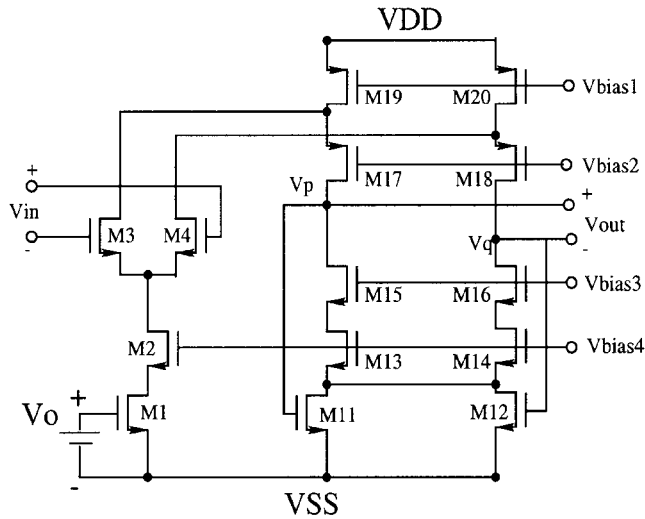 VDD
M19
M20
Vbias1
+
Vp
M17
M18
Vbias2
Vin
+
-
M3
M4
Vq
Vout
-
M15
M16
Vbias3
M2
M13
M14
Vbias4
+
Vo
M1
M11
M12
-
VSS